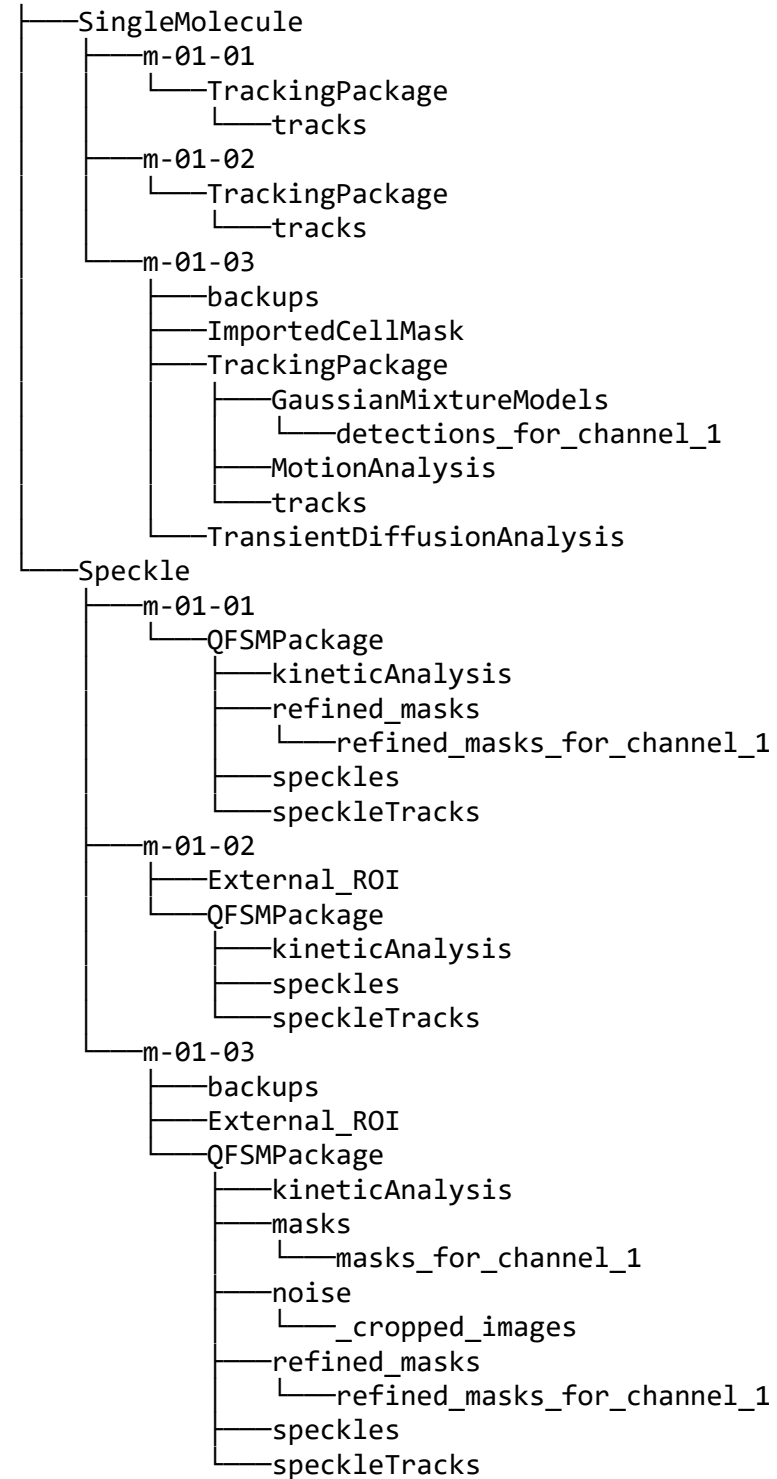 ├───SingleMolecule
│   ├───m-01-01
│   │   └───TrackingPackage
│   │       └───tracks
│   ├───m-01-02
│   │   └───TrackingPackage
│   │       └───tracks
│   └───m-01-03
│       ├───backups
│       ├───ImportedCellMask
│       ├───TrackingPackage
│       │   ├───GaussianMixtureModels
│       │   │   └───detections_for_channel_1
│       │   ├───MotionAnalysis
│       │   └───tracks
│       └───TransientDiffusionAnalysis
└───Speckle
    ├───m-01-01
    │   └───QFSMPackage
    │       ├───kineticAnalysis
    │       ├───refined_masks
    │       │   └───refined_masks_for_channel_1
    │       ├───speckles
    │       └───speckleTracks
    ├───m-01-02
    │   ├───External_ROI
    │   └───QFSMPackage
    │       ├───kineticAnalysis
    │       ├───speckles
    │       └───speckleTracks
    └───m-01-03
        ├───backups
        ├───External_ROI
        └───QFSMPackage
            ├───kineticAnalysis
            ├───masks
            │   └───masks_for_channel_1
            ├───noise
            │   └───_cropped_images
            ├───refined_masks
            │   └───refined_masks_for_channel_1
            ├───speckles
            └───speckleTracks